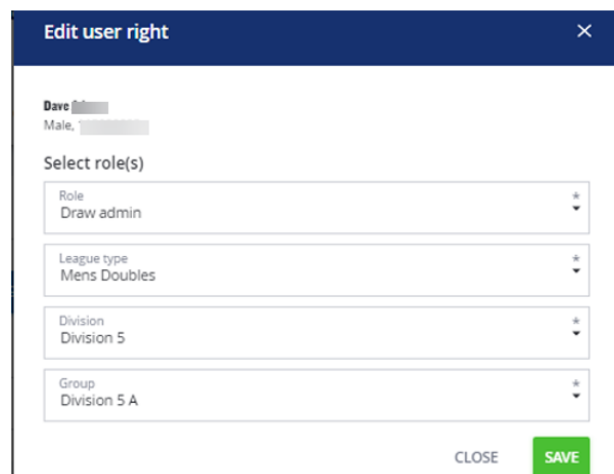 Edit user right
Dave
Male,
Select role(s)
Role *
Draw admin
League type *
Mens Doubles
Division *
Division 5
Group *
Division 5 A
CLOSE SAVE